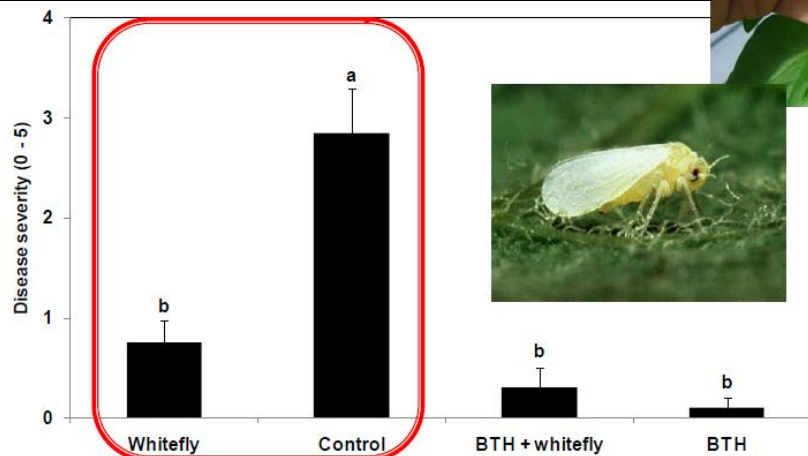 Disease severity (0 - 5)
4
3
2
1
0
b
a
b
b
Whitefly
Control
BTH + whitefly
BTH